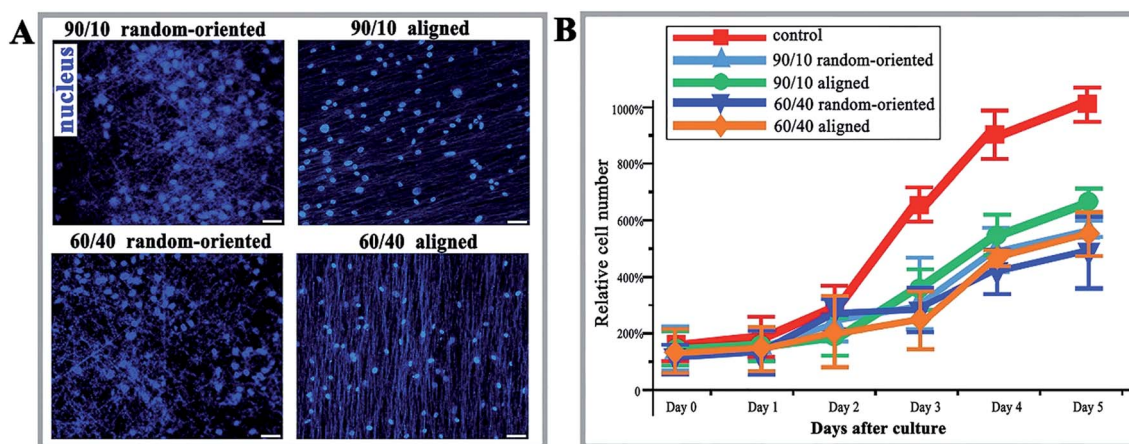 A
90/10 random-oriented
90/10 aligned
nucleus
60/40 random-oriented
60/40 aligned
B
control
90/10 random-oriented
90/10 aligned
60/40 random-oriented
60/40 aligned
Relative cell number
1000%
800%
600%
400%
200%
0
Day 0 Day 1 Day 2 Day 3 Day 4 Day 5
Days after culture